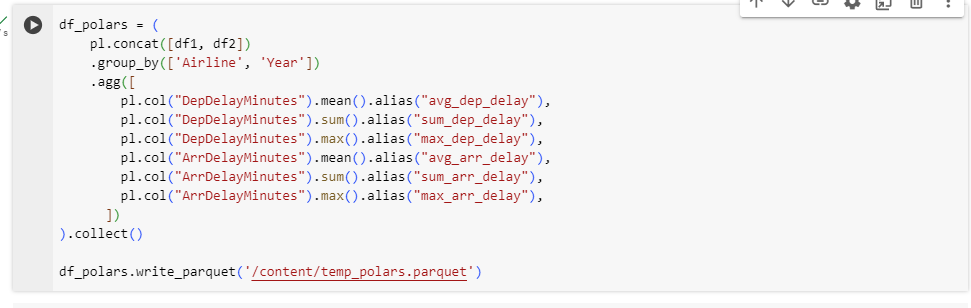 df_polars = (
    pl.concat([df1, df2])
    .group_by(['Airline', 'Year'])
    .agg([
        pl.col("DepDelayMinutes").mean().alias("avg_dep_delay"),
        pl.col("DepDelayMinutes").sum().alias("sum_dep_delay"),
        pl.col("DepDelayMinutes").max().alias("max_dep_delay"),
        pl.col("ArrDelayMinutes").mean().alias("avg_arr_delay"),
        pl.col("ArrDelayMinutes").sum().alias("sum_arr_delay"),
        pl.col("ArrDelayMinutes").max().alias("max_arr_delay"),
      ])
).collect()

df_polars.write_parquet('/content/temp_polars.parquet')